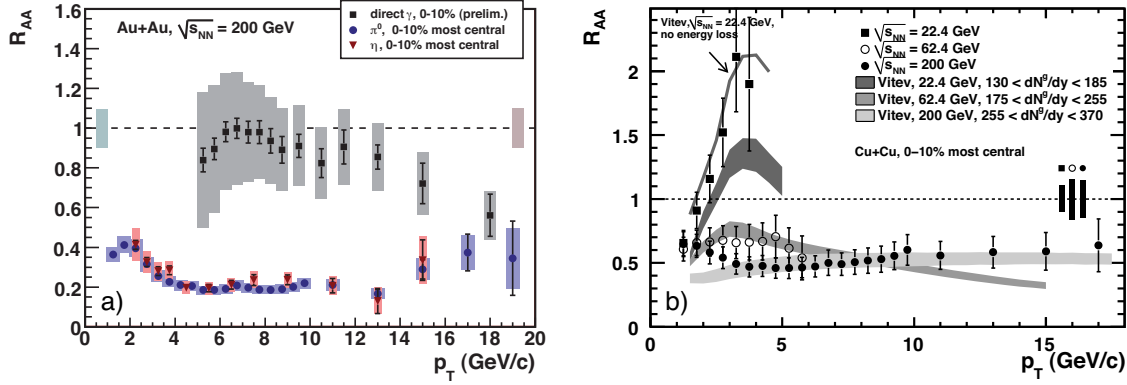 R_AA
Au+Au, √s_NN = 200 GeV
direct γ, 0-10% (prelim.)
π⁰, 0-10% most central
η, 0-10% most central
1.6
1.4
1.2
1
0.8
0.6
0.4
0.2
0
a)
0 2 4 6 8 10 12 14 16 18 20
p_T (GeV/c)
R_AA
Vitev,√s_NN = 22.4 GeV,
no energy loss
√s_NN = 22.4 GeV
√s_NN = 62.4 GeV
√s_NN = 200 GeV
Vitev, 22.4 GeV, 130 < dN^g/dy < 185
Vitev, 62.4 GeV, 175 < dN^g/dy < 255
Vitev, 200 GeV, 255 < dN^g/dy < 370
Cu+Cu, 0–10% most central
2.5
2
1.5
1
0.5
0
b)
0 5 10 15
p_T (GeV/c)